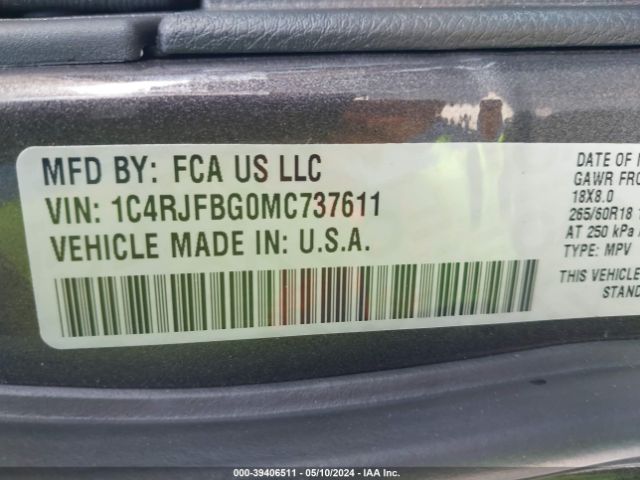 MFD BY: FCA US LLC
VIN: 1C4RJFBG0MC737611
VEHICLE MADE IN: U.S.A.
DATE OF
GAWR FRO
18X8.0
265/60R18
AT 250 kPa
TYPE: MPV
THIS VEHICLE
STAN
000-39406511 - 05/10/2024 - IAA Inc.